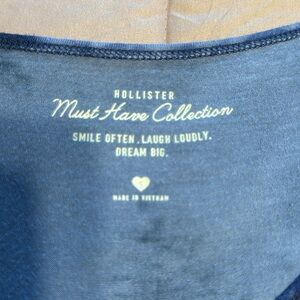 HOLLISTER
Must Have Collection
SMILE OFTEN. LAUGH LOUDLY.
DREAM BIG.
MADE IN VIETNAM